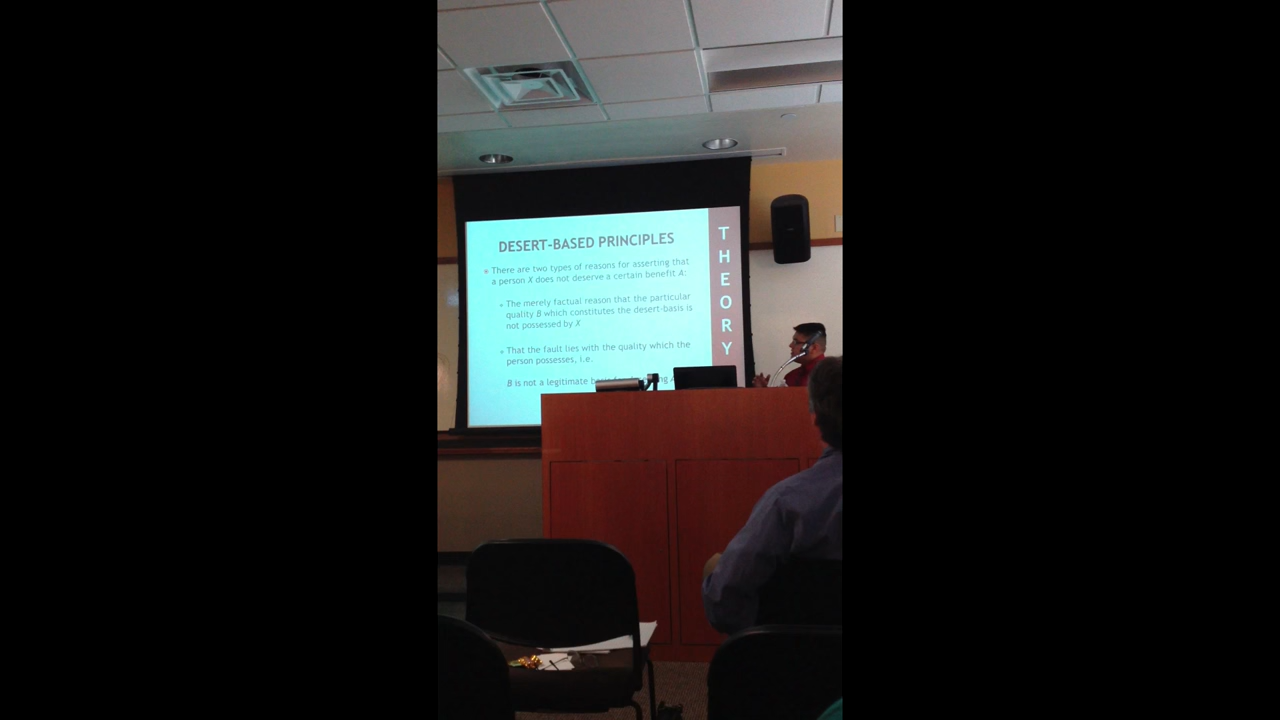 DESERT-BASED PRINCIPLES
There are two types of reasons for asserting that
a person X does not deserve a certain benefit A:
The merely factual reason that the particular
quality B which constitutes the desert-basis is
not possessed by X
That the fault lies with the quality which the
person possesses, i.e.
B is not a legitimate
THEORY